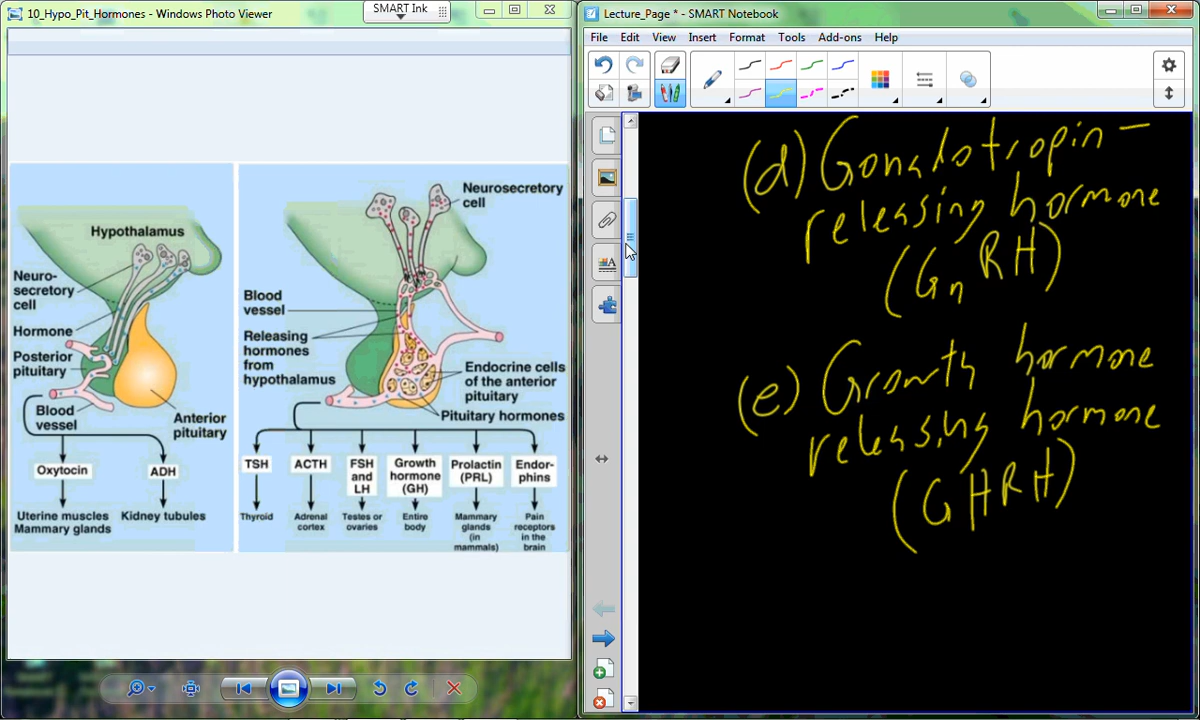 10_Hypo_Pit_Hormones - Windows Photo Viewer
SMART Ink
Hypothalamus
Neuro-
secretory
cell
Hormone
Posterior
pituitary
Blood
vessel
Anterior
pituitary
Oxytocin
ADH
Uterine muscles
Mammary glands
Kidney tubules
Neurosecretory
cell
Blood
vessel
Releasing
hormones
from
hypothalamus
Endocrine cells
of the anterior
pituitary
Pituitary hormones
TSH
ACTH
FSH
and
LH
Growth
hormone
(GH)
Prolactin
(PRL)
Endor-
phins
Thyroid
Adrenal
cortex
Testes or
ovaries
Entire
body
Mammary
glands
(in
mammals)
Pain
receptors
in the
brain
Lecture_Page * - SMART Notebook
File Edit View Insert Format Tools Add-ons Help
(d) Gonadotropin-
releasing hormone
(GnRH)
(e) Growth hormone
releasing hormone
(GHRH)